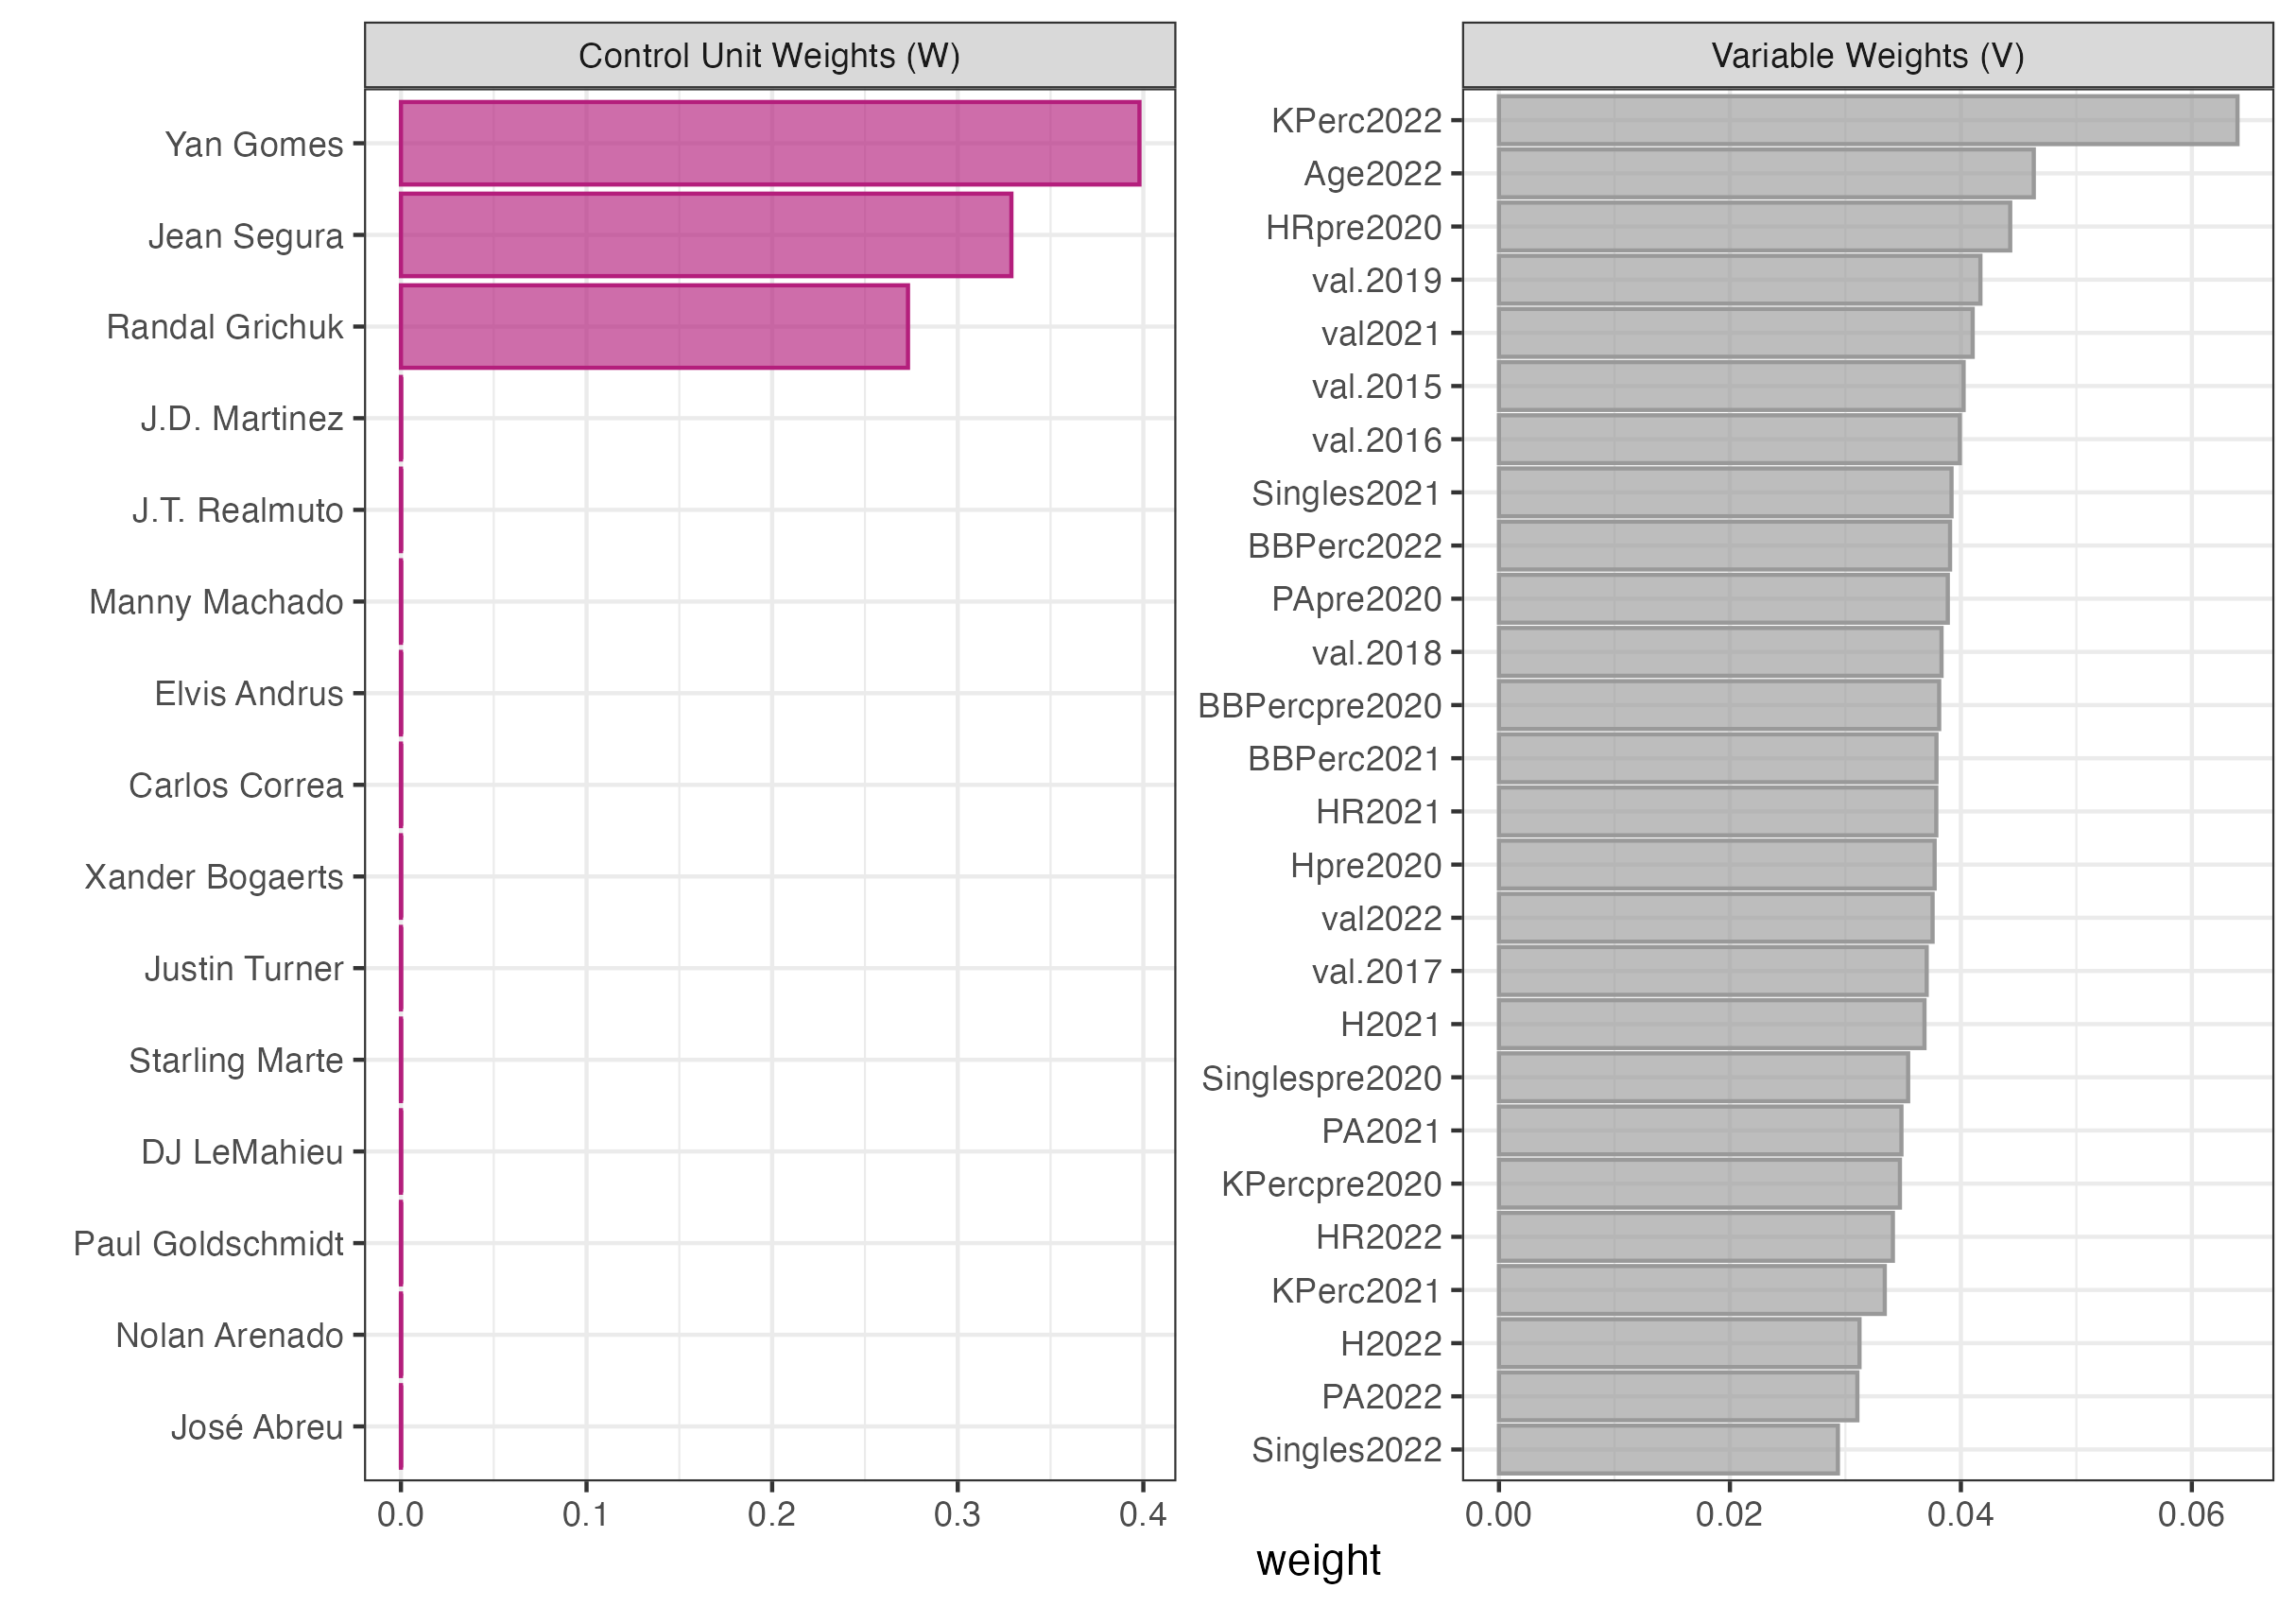 Control Unit Weights (W)
Yan Gomes
Jean Segura
Randal Grichuk
J.D. Martinez
J.T. Realmuto
Manny Machado
Elvis Andrus
Carlos Correa
Xander Bogaerts
Justin Turner
Starling Marte
DJ LeMahieu
Paul Goldschmidt
Nolan Arenado
José Abreu
0.0 0.1 0.2 0.3 0.4
Variable Weights (V)
KPerc2022
Age2022
HRpre2020
val.2019
val2021
val.2015
val.2016
Singles2021
BBPerc2022
PApre2020
val.2018
BBPercpre2020
BBPerc2021
HR2021
Hpre2020
val2022
val.2017
H2021
Singlespre2020
PA2021
KPercpre2020
HR2022
KPerc2021
H2022
PA2022
Singles2022
0.00 0.02 0.04 0.06
weight